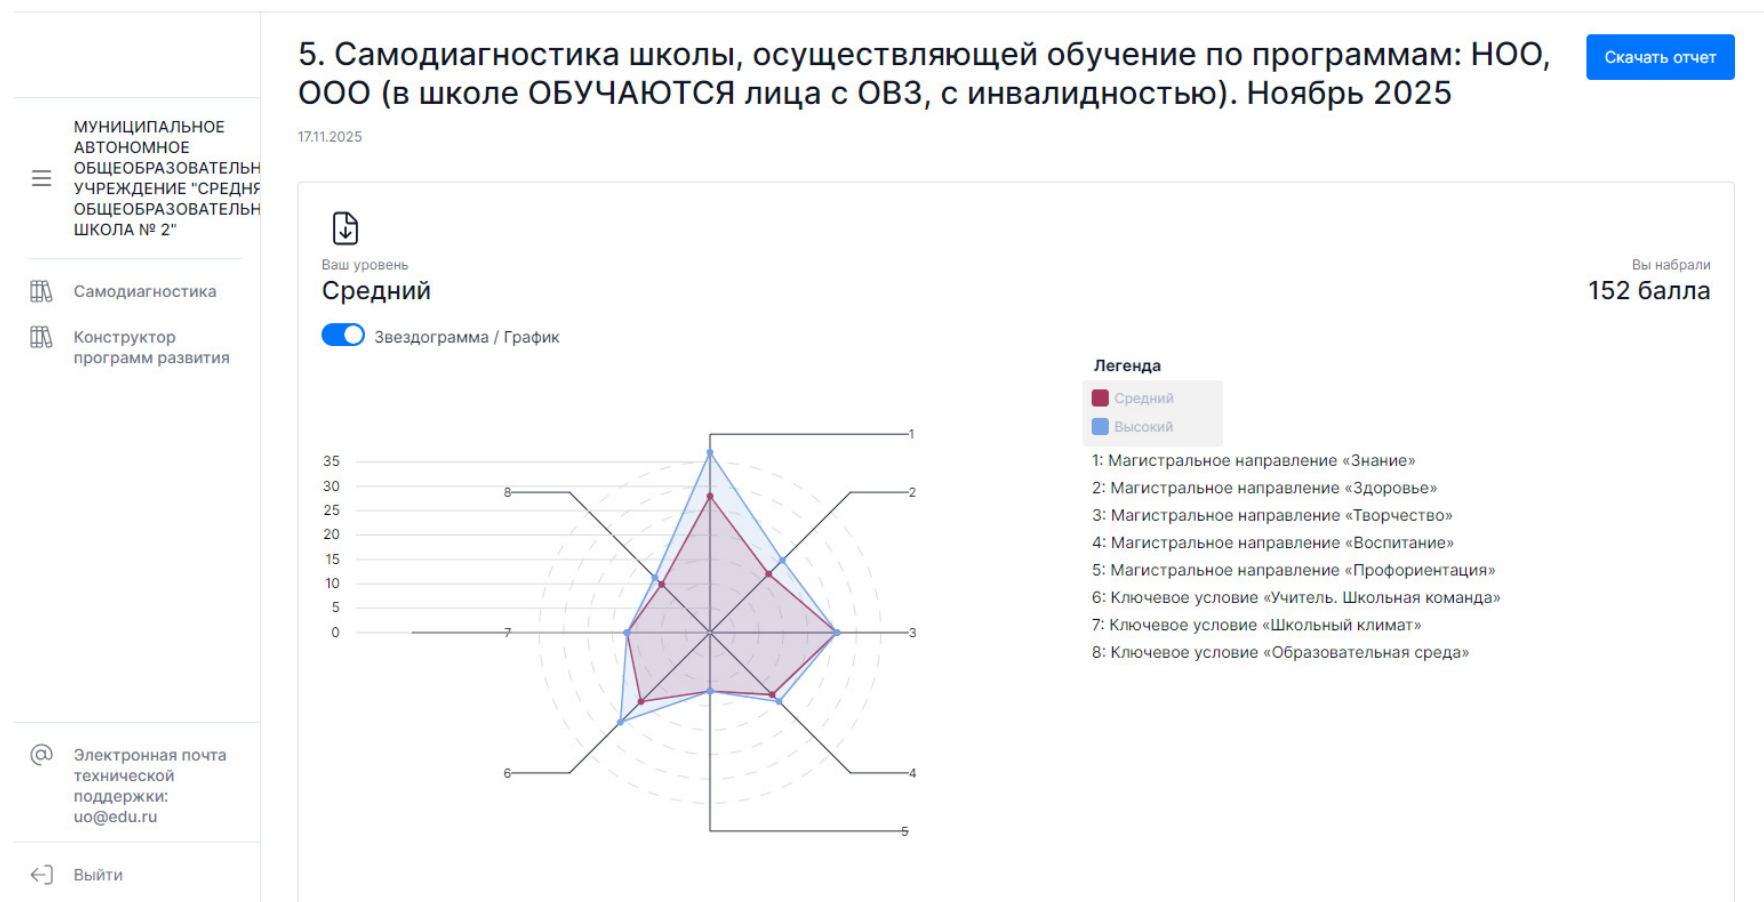 5. Самодиагностика школы, осуществляющей обучение по программам: НОО,
ООО (в школе ОБУЧАЮТСЯ лица с ОВЗ, с инвалидностью). Ноябрь 2025
Скачать отчет
17.11.2025
МУНИЦИПАЛЬНОЕ
АВТОНОМНОЕ
ОБЩЕОБРАЗОВАТЕЛЬН
УЧРЕЖДЕНИЕ "СРЕДНЯ
ОБЩЕОБРАЗОВАТЕЛЬН
ШКОЛА № 2"
Самодиагностика
Конструктор
программ развития
Электронная почта
технической
поддержки:
uo@edu.ru
Выйти
Ваш уровень
Средний
Вы набрали
152 балла
Звездограмма / График
35
30
25
20
15
10
5
0
1
2
3
4
5
6
7
8
Легенда
Средний
Высокий
1: Магистральное направление «Знание»
2: Магистральное направление «Здоровье»
3: Магистральное направление «Творчество»
4: Магистральное направление «Воспитание»
5: Магистральное направление «Профориентация»
6: Ключевое условие «Учитель. Школьная команда»
7: Ключевое условие «Школьный климат»
8: Ключевое условие «Образовательная среда»